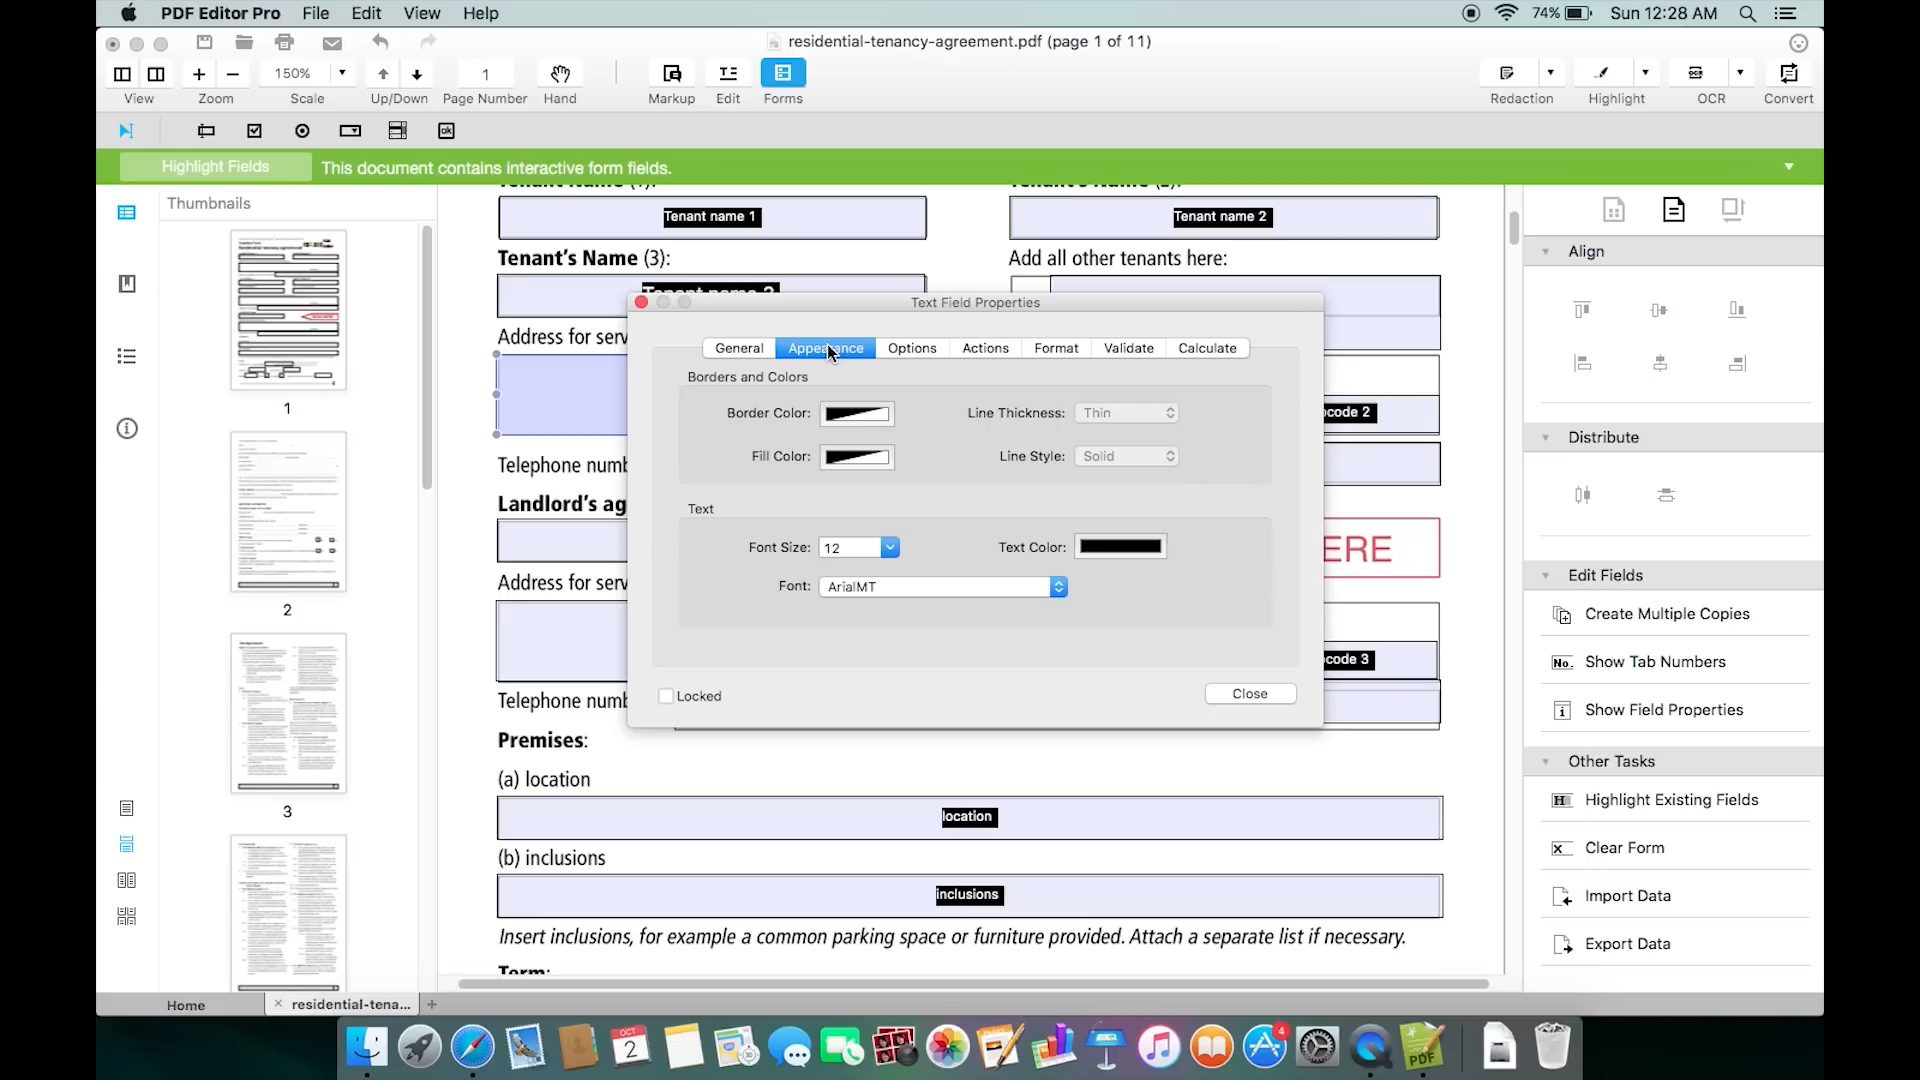 PDF Editor Pro File Edit View Help 74% Sun 12:28 AM
residential-tenancy-agreement.pdf (page 1 of 11)
150% 1
View Zoom Scale Up/Down Page Number Hand Markup Edit Forms Redaction Highlight OCR Convert
Highlight Fields This document contains interactive form fields.
Thumbnails
1
2
3
Tenant name 1 Tenant name 2
Tenant's Name (3): Add all other tenants here:
Address for serv
Telephone numb
Landlord's ag
Address for serv
Telephone numb
ocode 2
ERE
ocode 3
Premises:
(a) location
location
(b) inclusions
inclusions
Insert inclusions, for example a common parking space or furniture provided. Attach a separate list if necessary.
Text Field Properties
General Appearance Options Actions Format Validate Calculate
Borders and Colors
Border Color: Line Thickness: Thin
Fill Color: Line Style: Solid
Text
Font Size: 12 Text Color:
Font: ArialMT
Locked Close
Align
Distribute
Edit Fields
Create Multiple Copies
No. Show Tab Numbers
Show Field Properties
Other Tasks
Highlight Existing Fields
Clear Form
Import Data
Export Data
Home residential-tena...
OCT
2
4
PDF